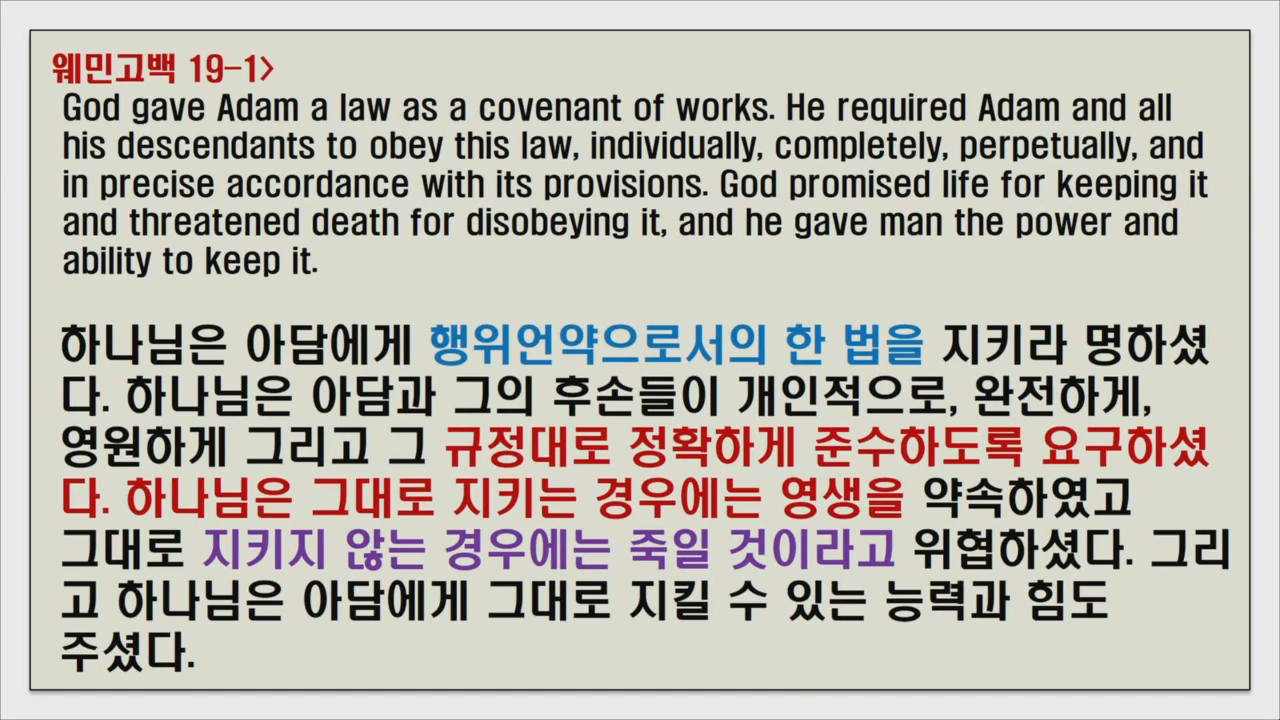 웨민고백 19-1>
God gave Adam a law as a covenant of works. He required Adam and all
his descendants to obey this law, individually, completely, perpetually, and
in precise accordance with its provisions. God promised life for keeping it
and threatened death for disobeying it, and he gave man the power and
ability to keep it.
하나님은 아담에게 행위언약으로서의 한 법을 지키라 명하셨
다. 하나님은 아담과 그의 후손들이 개인적으로, 완전하게,
영원하게 그리고 그 규정대로 정확하게 준수하도록 요구하셨
다. 하나님은 그대로 지키는 경우에는 영생을 약속하였고
그대로 지키지 않는 경우에는 죽일 것이라고 위협하셨다. 그리
고 하나님은 아담에게 그대로 지킬 수 있는 능력과 힘도
주셨다.